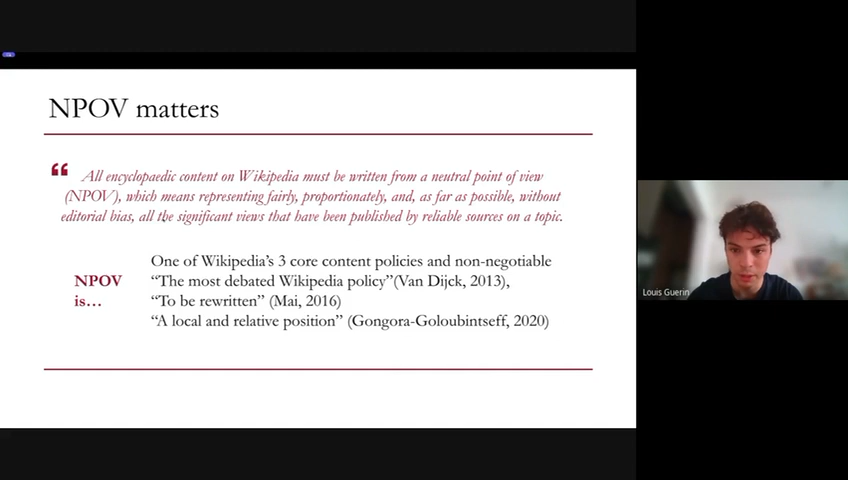 NPOV matters
“ All encyclopaedic content on Wikipedia must be written from a neutral point of view
(NPOV), which means representing fairly, proportionately, and, as far as possible, without
editorial bias, all the significant views that have been published by reliable sources on a topic.
One of Wikipedia's 3 core content policies and non-negotiable
NPOV “The most debated Wikipedia policy”(Van Dijck, 2013),
is… “To be rewritten” (Mai, 2016)
“A local and relative position” (Gongora-Goloubintseff, 2020)
Louis Guerin